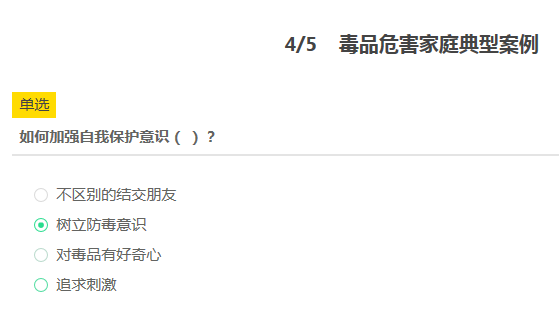 4/5 毒品危害家庭典型案例
单选
如何加强自我保护意识（ ）？
不区别的结交朋友
树立防毒意识
对毒品有好奇心
追求刺激